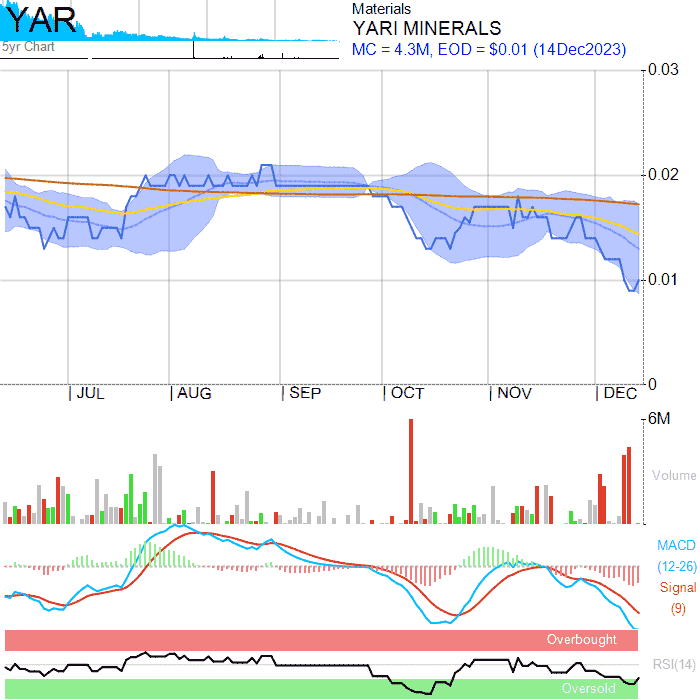 YAR
5yr Chart
Materials
YARI MINERALS
MC = 4.3M, EOD = $0.01 (14Dec2023)
0.03
0.02
0.01
0
JUL AUG SEP OCT NOV DEC
6M
Volume
MACD
(12-26)
Signal
(9)
Overbought
RSI(14)
Oversold